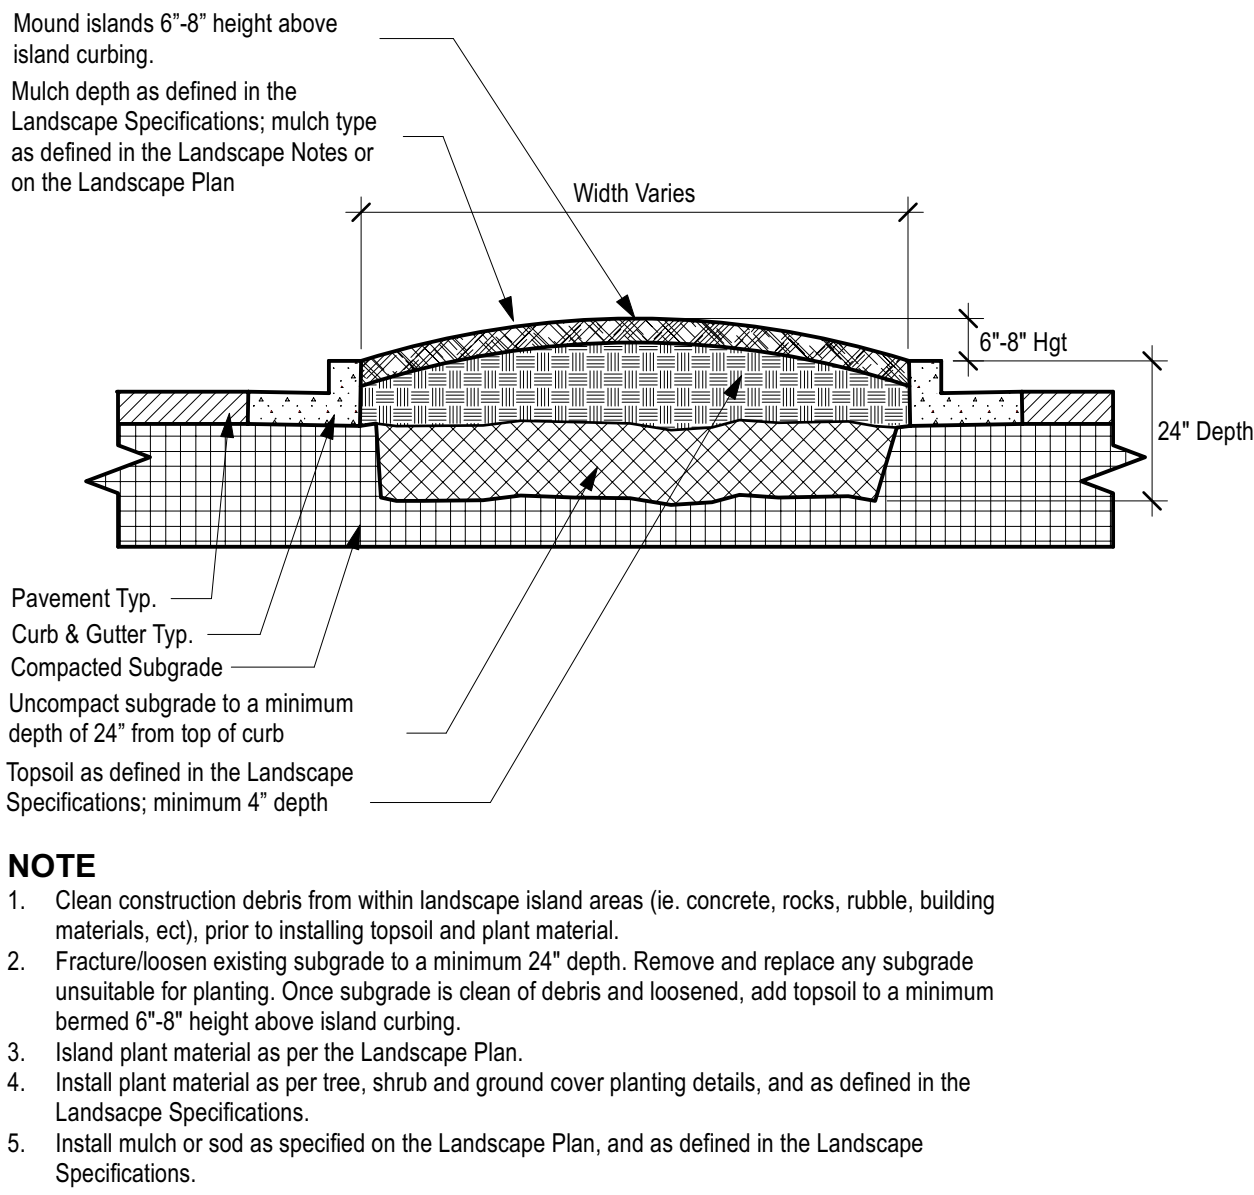 Mound islands 6”-8” height above
island curbing.
Mulch depth as defined in the
Landscape Specifications; mulch type
as defined in the Landscape Notes or
on the Landscape Plan
Width Varies
6"-8" Hgt
24" Depth
Pavement Typ.
Curb & Gutter Typ.
Compacted Subgrade
Uncompact subgrade to a minimum
depth of 24” from top of curb
Topsoil as defined in the Landscape
Specifications; minimum 4” depth
NOTE
1. Clean construction debris from within landscape island areas (ie. concrete, rocks, rubble, building
materials, ect), prior to installing topsoil and plant material.
2. Fracture/loosen existing subgrade to a minimum 24" depth. Remove and replace any subgrade
unsuitable for planting. Once subgrade is clean of debris and loosened, add topsoil to a minimum
bermed 6"-8" height above island curbing.
3. Island plant material as per the Landscape Plan.
4. Install plant material as per tree, shrub and ground cover planting details, and as defined in the
Landsacpe Specifications.
5. Install mulch or sod as specified on the Landscape Plan, and as defined in the Landscape
Specifications.